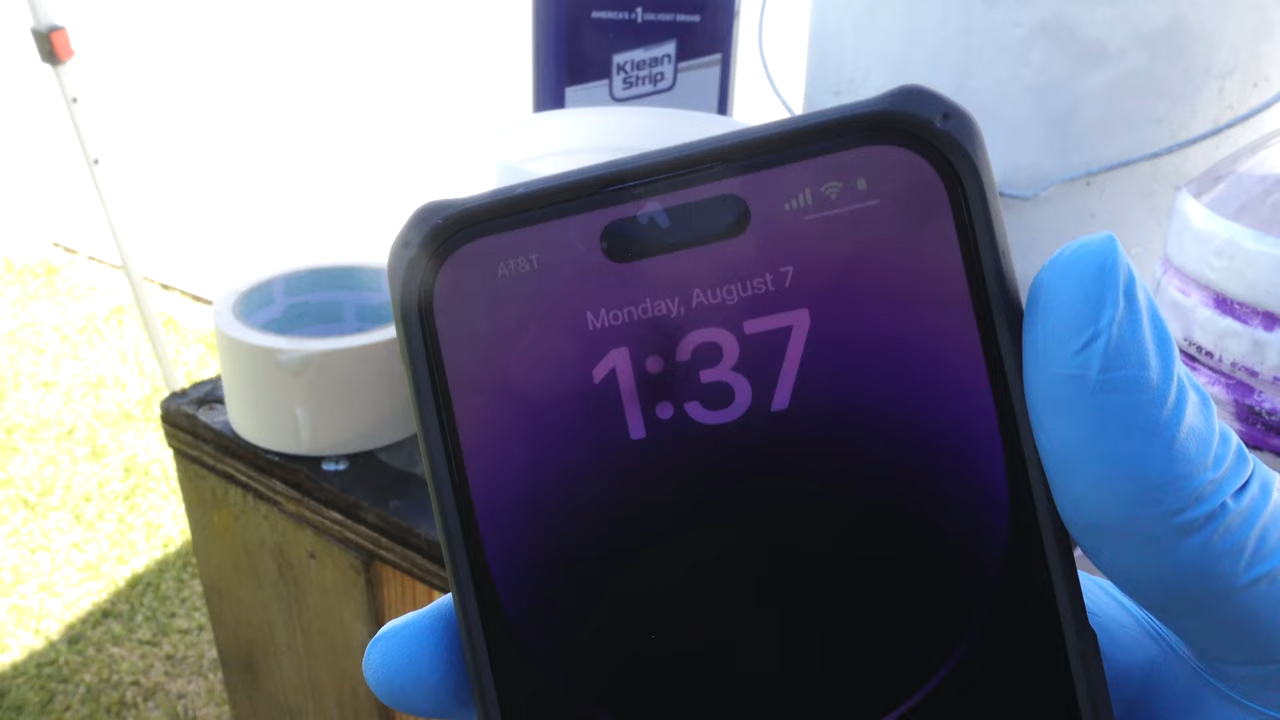 AMERICA'S #1 SOLVENT BRAND
Klean
Strip
AT&T
Monday, August 7
1:37